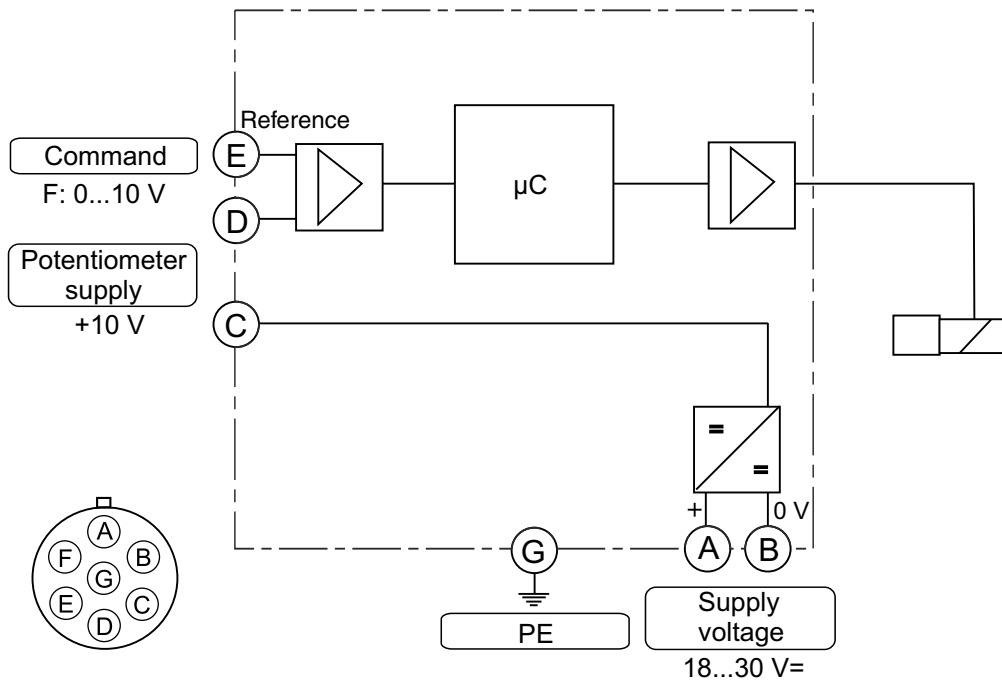 Reference
Command
E
F: 0...10 V
µC
D
Potentiometer
supply
+10 V
C
=
=
+
0 V
A
F
B
G
E
C
D
G
A
B
PE
Supply
voltage
18...30 V=